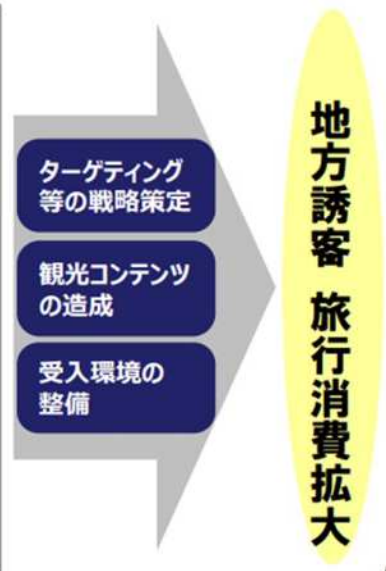 ターゲティング
等の戦略策定
観光コンテンツ
の造成
受入環境の
整備
地方誘客 旅行消費拡大